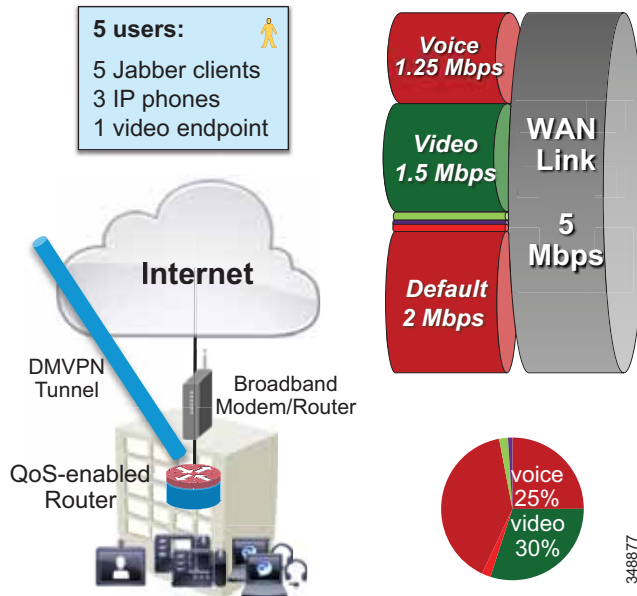 5 users:
5 Jabber clients
3 IP phones
1 video endpoint
Internet
DMVPN
Tunnel
Broadband
Modem/Router
QoS-enabled
Router
Voice
1.25 Mbps
Video
1.5 Mbps
Default
2 Mbps
WAN
Link
5
Mbps
voice
25%
video
30%
348877